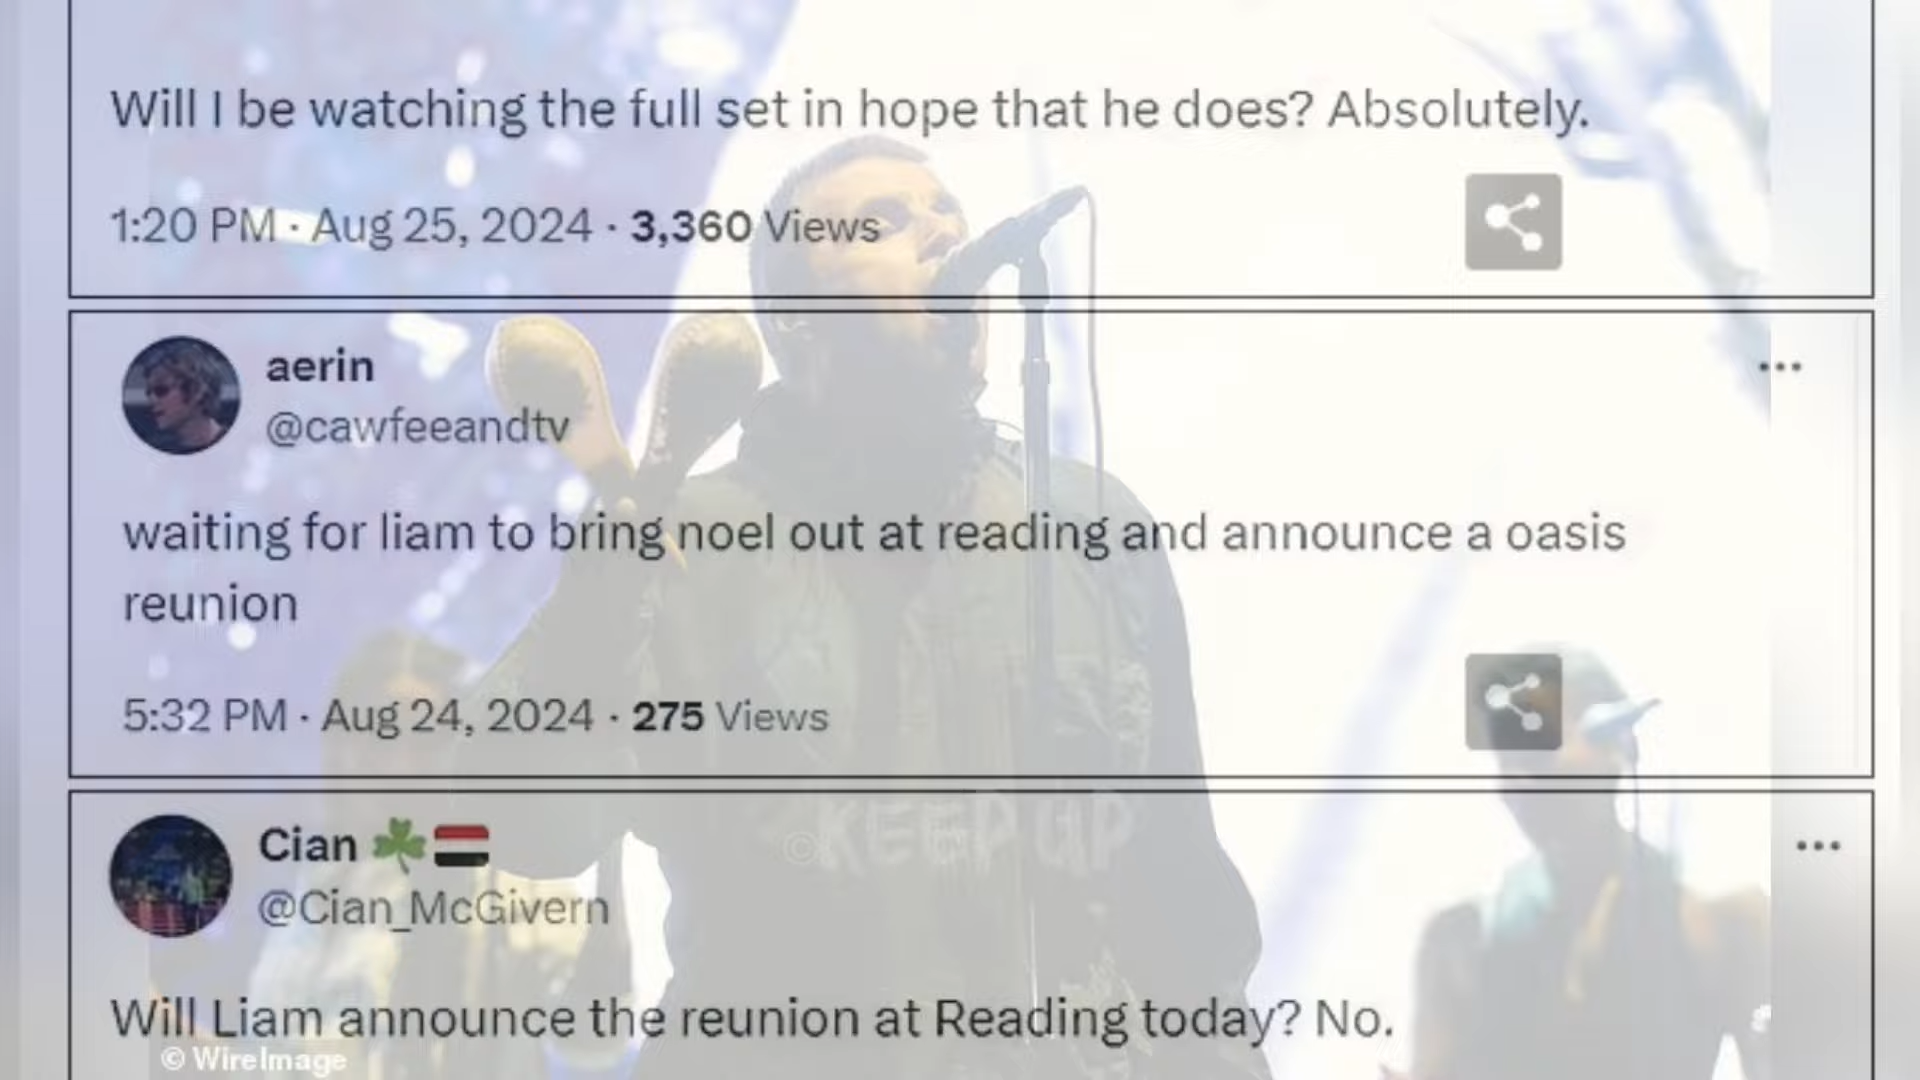 Will I be watching the full set in hope that he does? Absolutely.
1:20 PM · Aug 25, 2024 · 3,360 Views
aerin
@cawfeeandtv
waiting for liam to bring noel out at reading and announce a oasis
reunion
5:32 PM · Aug 24, 2024 · 275 Views
©KEEP UP
Cian
@Cian_McGivern
Will Liam announce the reunion at Reading today? No.
© WireImage